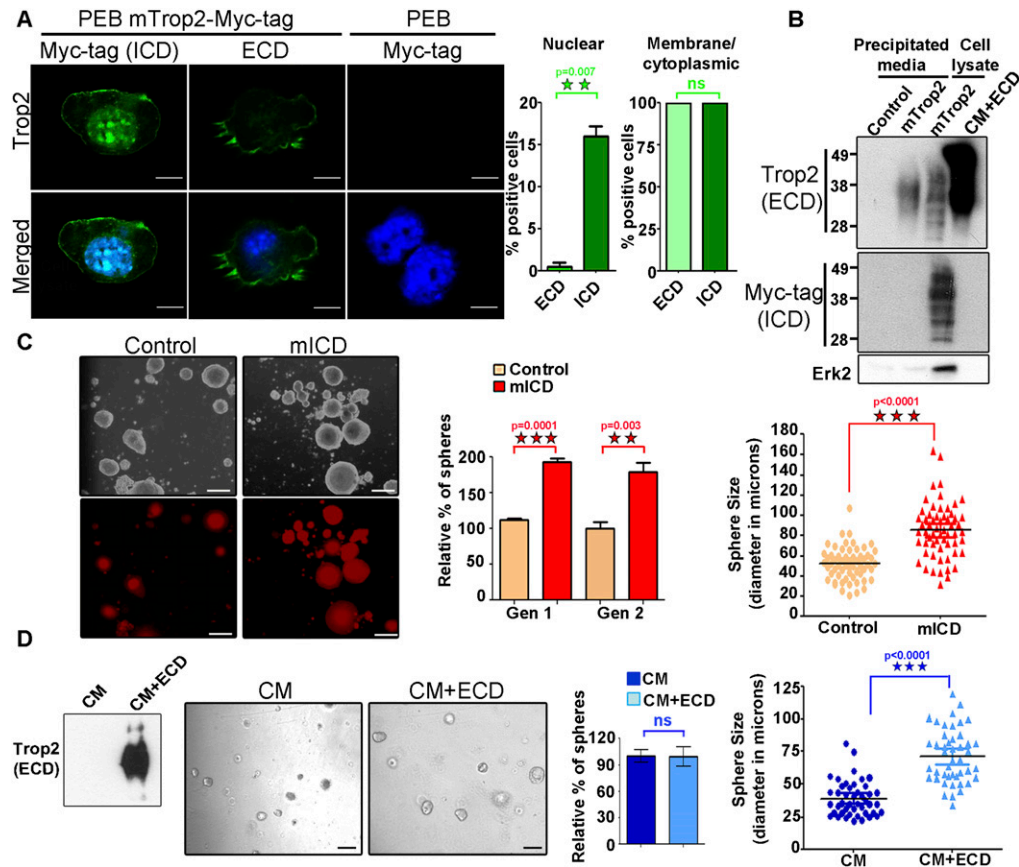 A
PEB mTrop2-Myc-tag PEB
Myc-tag (ICD) ECD Myc-tag
Trop2
Merged
Nuclear
p=0.007
% positive cells
20
15
10
5
0
ECD ICD
Membrane/
cytoplasmic
ns
% positive cells
100
75
50
25
0
ECD ICD
B
Precipitated media
Cell lysate
Control mTrop2 mTrop2 CM+ECD
Trop2 (ECD)
49
38
28
Myc-tag (ICD)
49
38
28
Erk2
C
Control mICD
Control
mICD
p=0.0001 p=0.003
Relative % of spheres
200
100
0
Gen 1 Gen 2
p<0.0001
Sphere Size
(diameter in microns)
180
160
140
120
100
80
60
40
20
0
Control mICD
D
CM CM+ECD
Trop2
(ECD)
CM CM+ECD
CM
CM+ECD
ns
Relative % of spheres
120
90
60
30
0
p<0.0001
Sphere Size
(diameter in microns)
125
100
75
50
25
0
CM CM+ECD